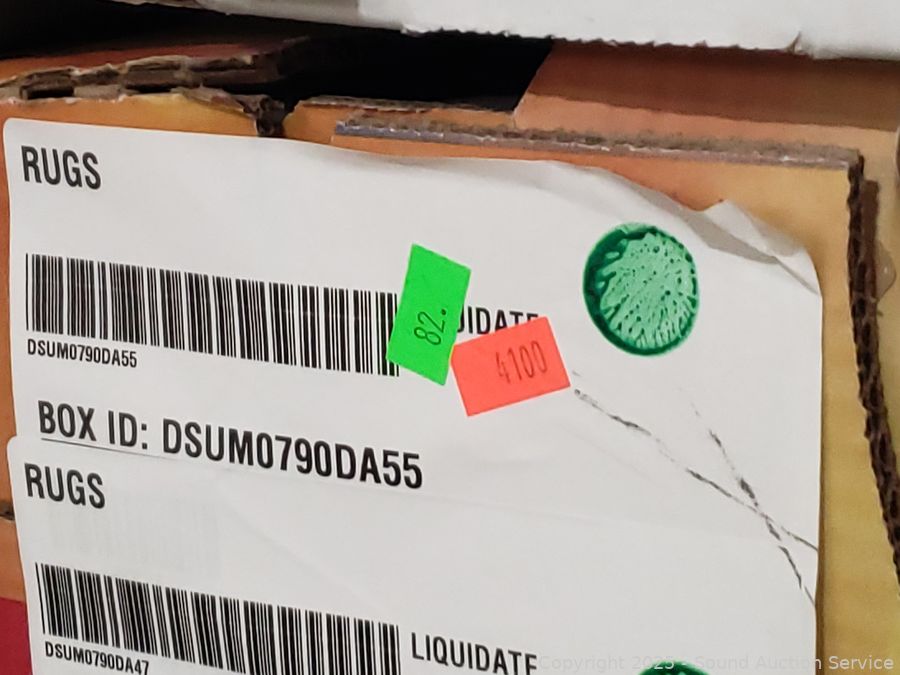 RUGS
LIQUIDATE
82.
4100
DSUM0790DA55
BOX ID: DSUM0790DA55
RUGS
LIQUIDATE
DSUM0790DA47
Copyright 2025 - Sound Auction Service